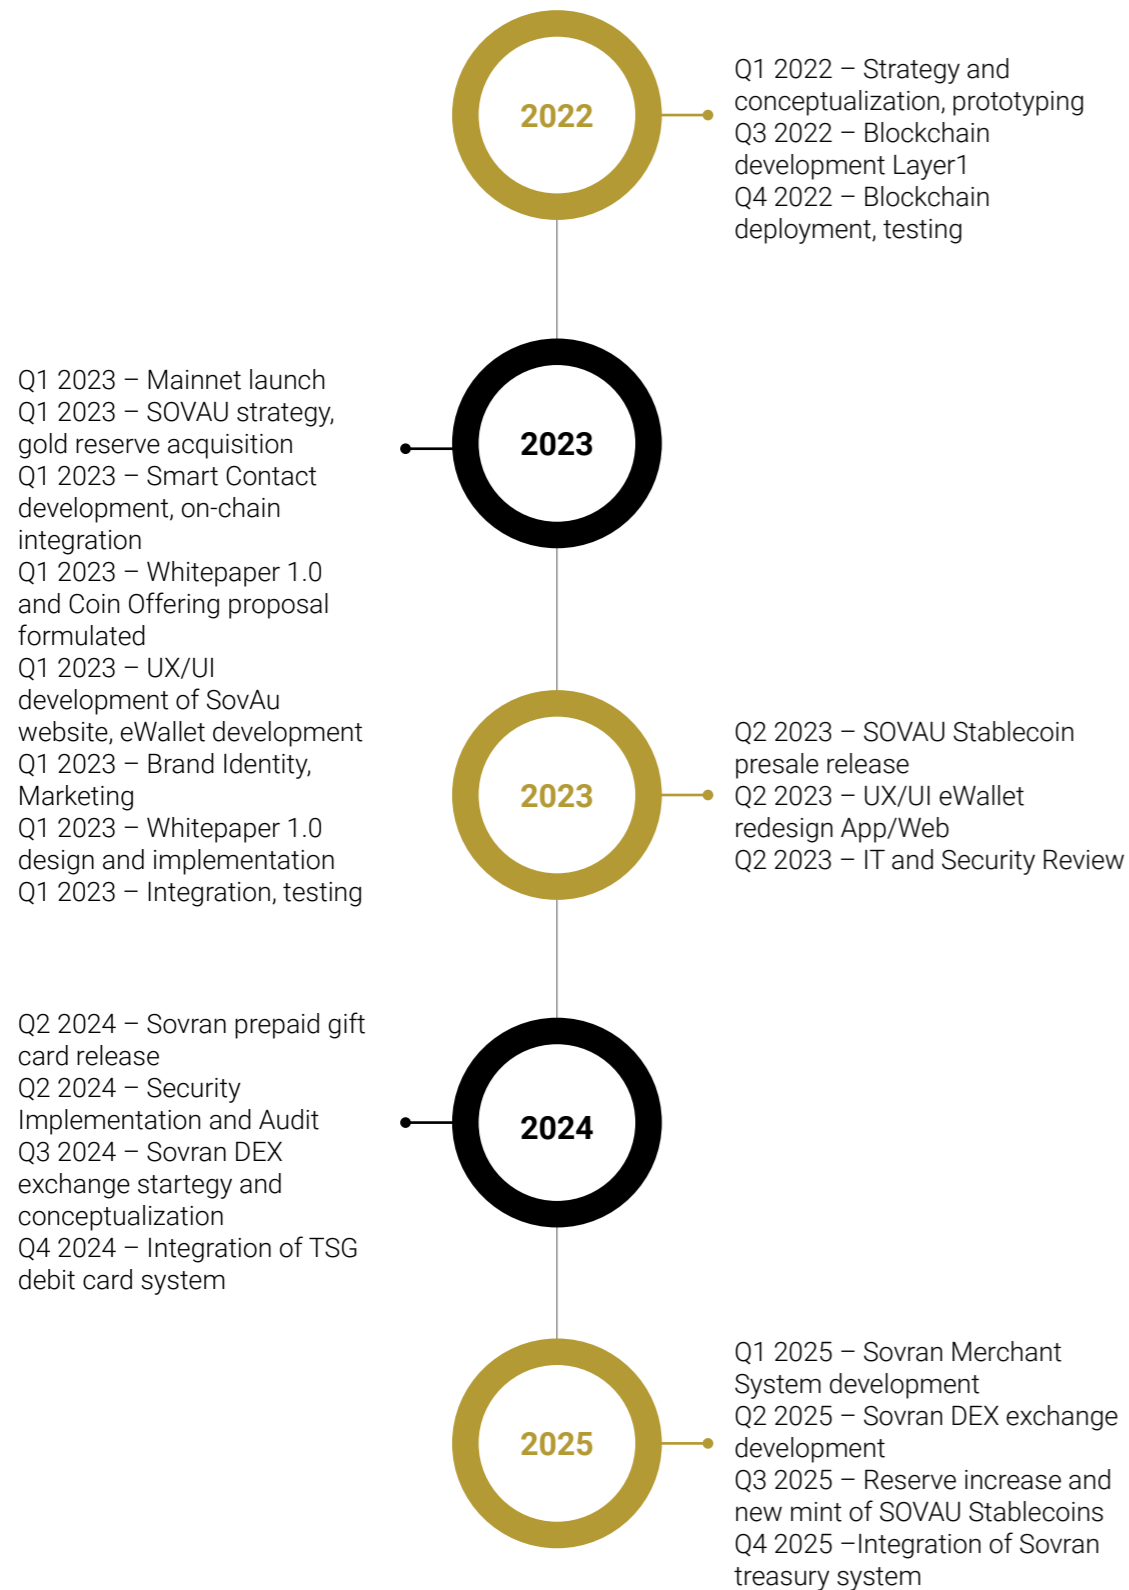 2022
Q1 2022 – Strategy and
conceptualization, prototyping
Q3 2022 – Blockchain
development Layer1
Q4 2022 – Blockchain
deployment, testing
2023
Q1 2023 – Mainnet launch
Q1 2023 – SOVAU strategy,
gold reserve acquisition
Q1 2023 – Smart Contact
development, on-chain
integration
Q1 2023 – Whitepaper 1.0
and Coin Offering proposal
formulated
Q1 2023 – UX/UI
development of SovAu
website, eWallet development
Q1 2023 – Brand Identity,
Marketing
Q1 2023 – Whitepaper 1.0
design and implementation
Q1 2023 – Integration, testing
2023
Q2 2023 – SOVAU Stablecoin
presale release
Q2 2023 – UX/UI eWallet
redesign App/Web
Q2 2023 – IT and Security Review
2024
Q2 2024 – Sovran prepaid gift
card release
Q2 2024 – Security
Implementation and Audit
Q3 2024 – Sovran DEX
exchange startegy and
conceptualization
Q4 2024 – Integration of TSG
debit card system
2025
Q1 2025 – Sovran Merchant
System development
Q2 2025 – Sovran DEX exchange
development
Q3 2025 – Reserve increase and
new mint of SOVAU Stablecoins
Q4 2025 –Integration of Sovran
treasury system